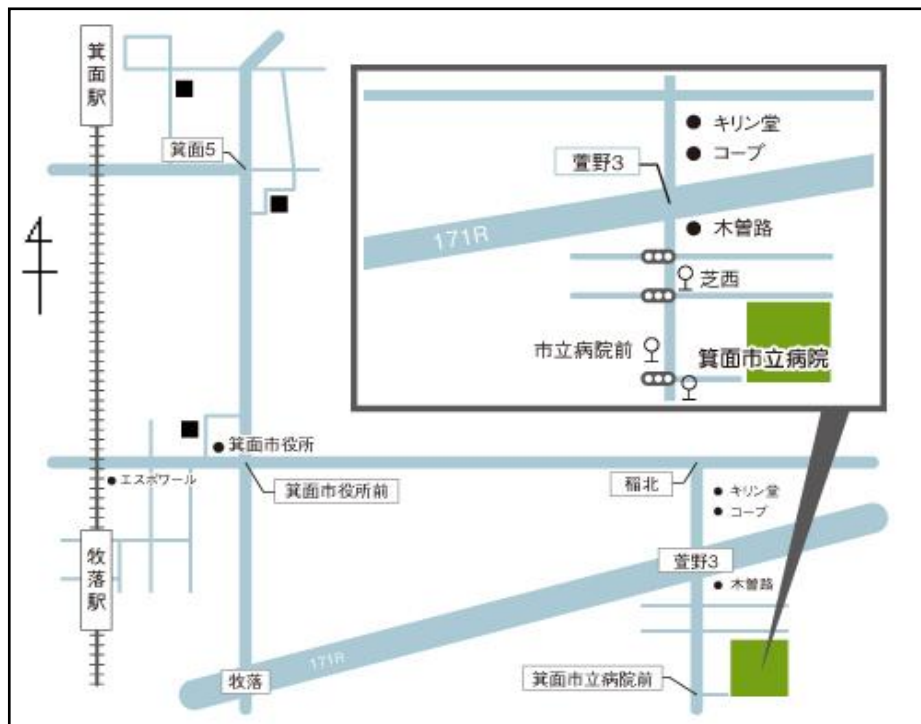 箕面駅
箕面5
キリン堂
コープ
萱野3
171R
木曽路
芝西
市立病院前
箕面市立病院
箕面市役所
エスポワール
箕面市役所前
稲北
キリン堂
コープ
牧落駅
萱野3
木曽路
171R
牧落
箕面市立病院前